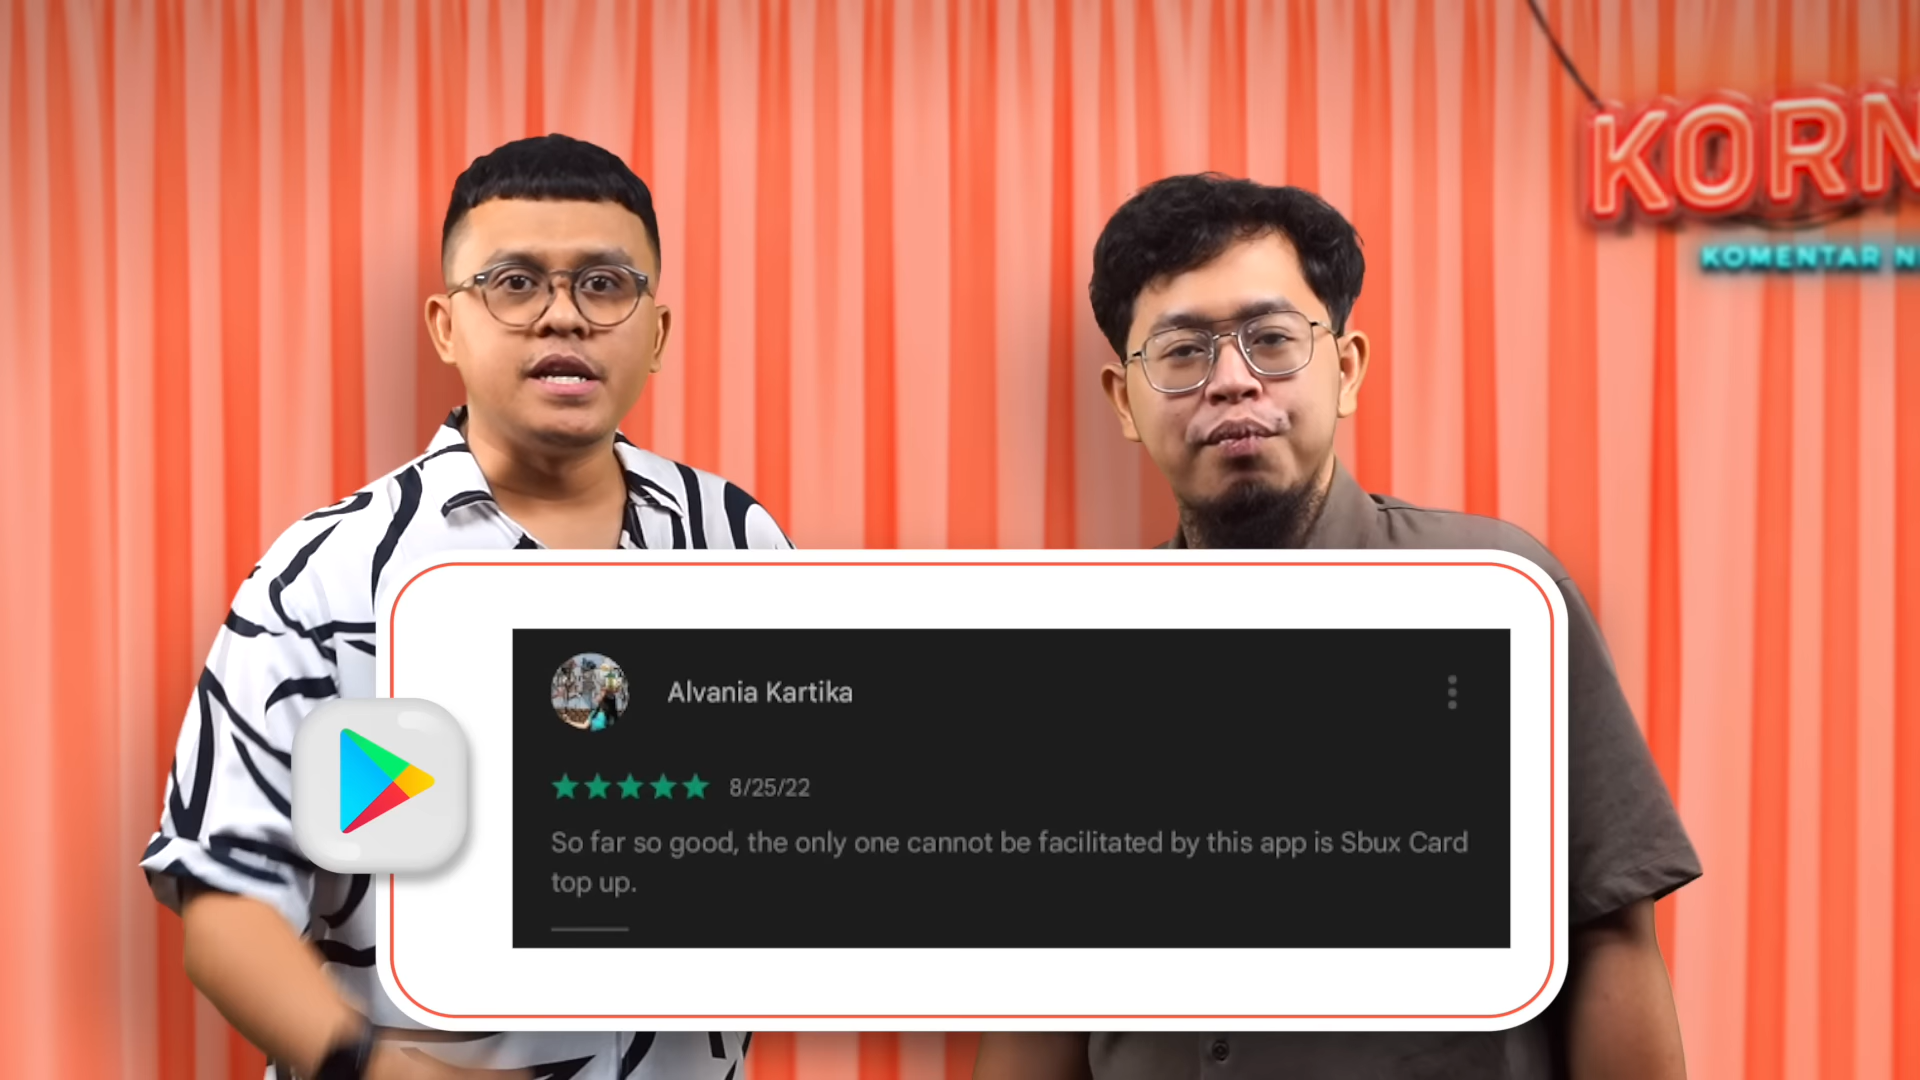 KORN
KOMENTAR N
Alvania Kartika
8/25/22
So far so good, the only one cannot be facilitated by this app is Sbux Card
top up.